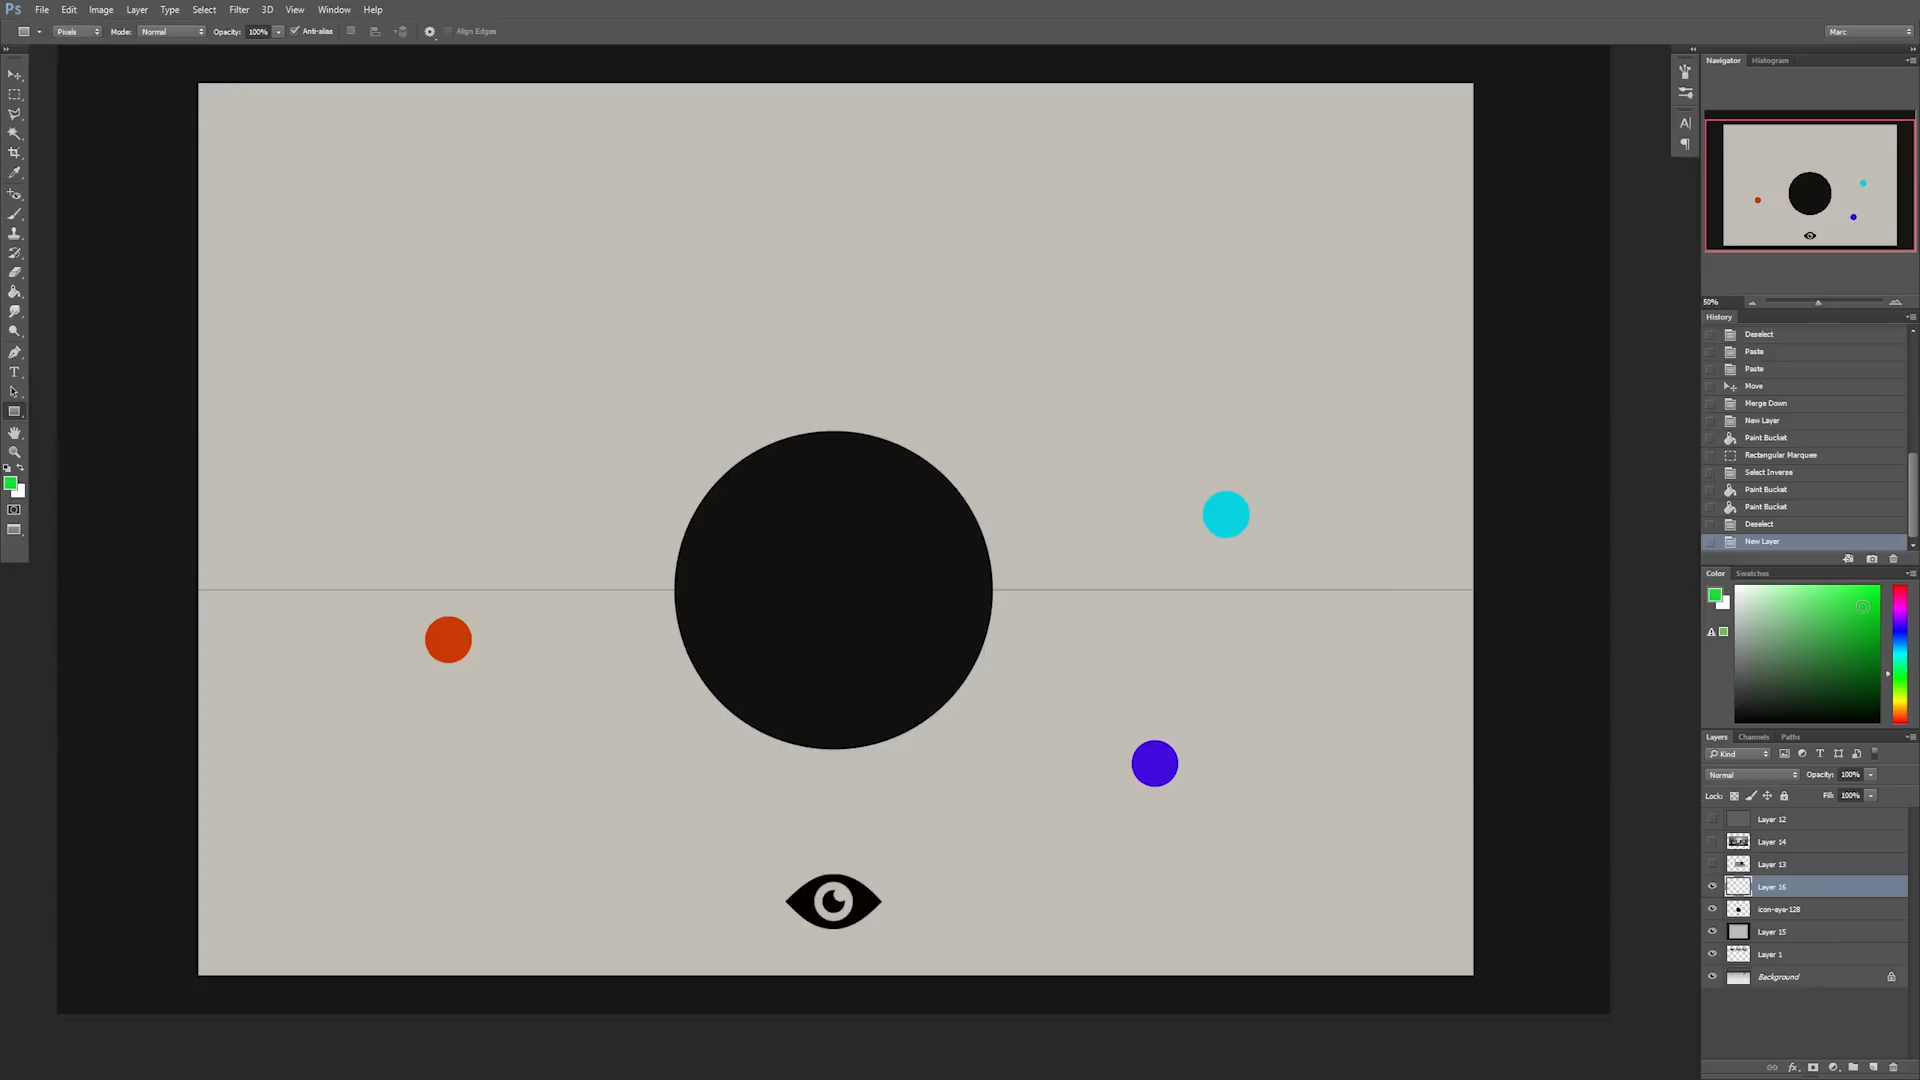 Ps File Edit Image Layer Type Select Filter 3D View Window Help
Pixels Mode: Normal Opacity: 100% Anti-alias Align Edges Marc
Navigator Histogram
50%
History
Deselect
Paste
Paste
Move
Merge Down
New Layer
Paint Bucket
Rectangular Marquee
Select Inverse
Paint Bucket
Paint Bucket
Deselect
New Layer
Color Swatches
Layers Channels Paths
Kind
Normal Opacity: 100%
Lock: Fill: 100%
Layer 12
Layer 14
Layer 13
Layer 16
icon-eye-128
Layer 15
Layer 1
Background